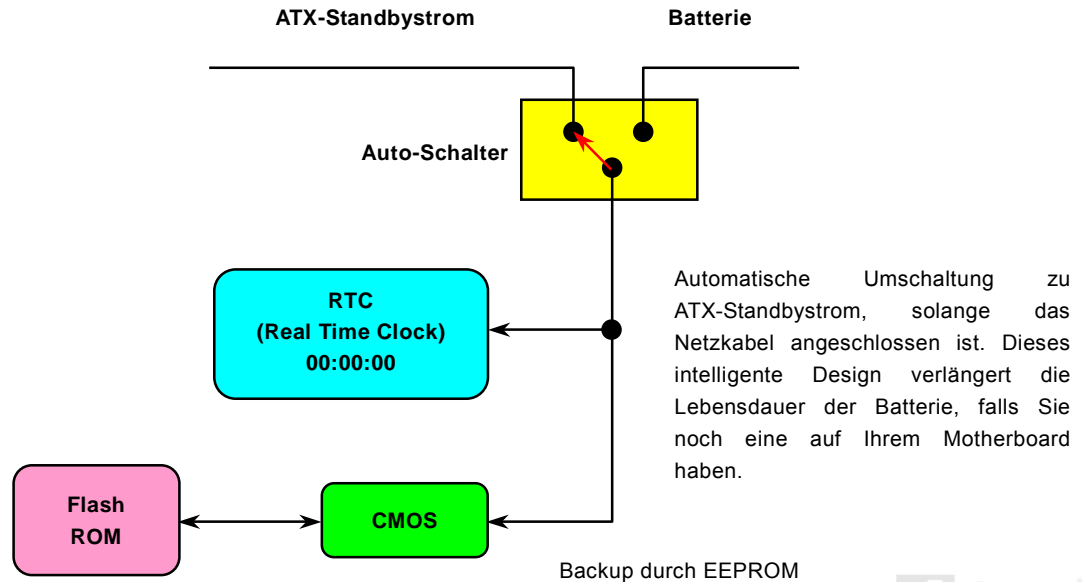 ATX-Standbystrom
Batterie
Auto-Schalter
RTC
(Real Time Clock)
00:00:00
Automatische Umschaltung zu
ATX-Standbystrom, solange das
Netzkabel angeschlossen ist. Dieses
intelligente Design verlängert die
Lebensdauer der Batterie, falls Sie
noch eine auf Ihrem Motherboard
haben.
Flash
ROM
CMOS
Backup durch EEPROM